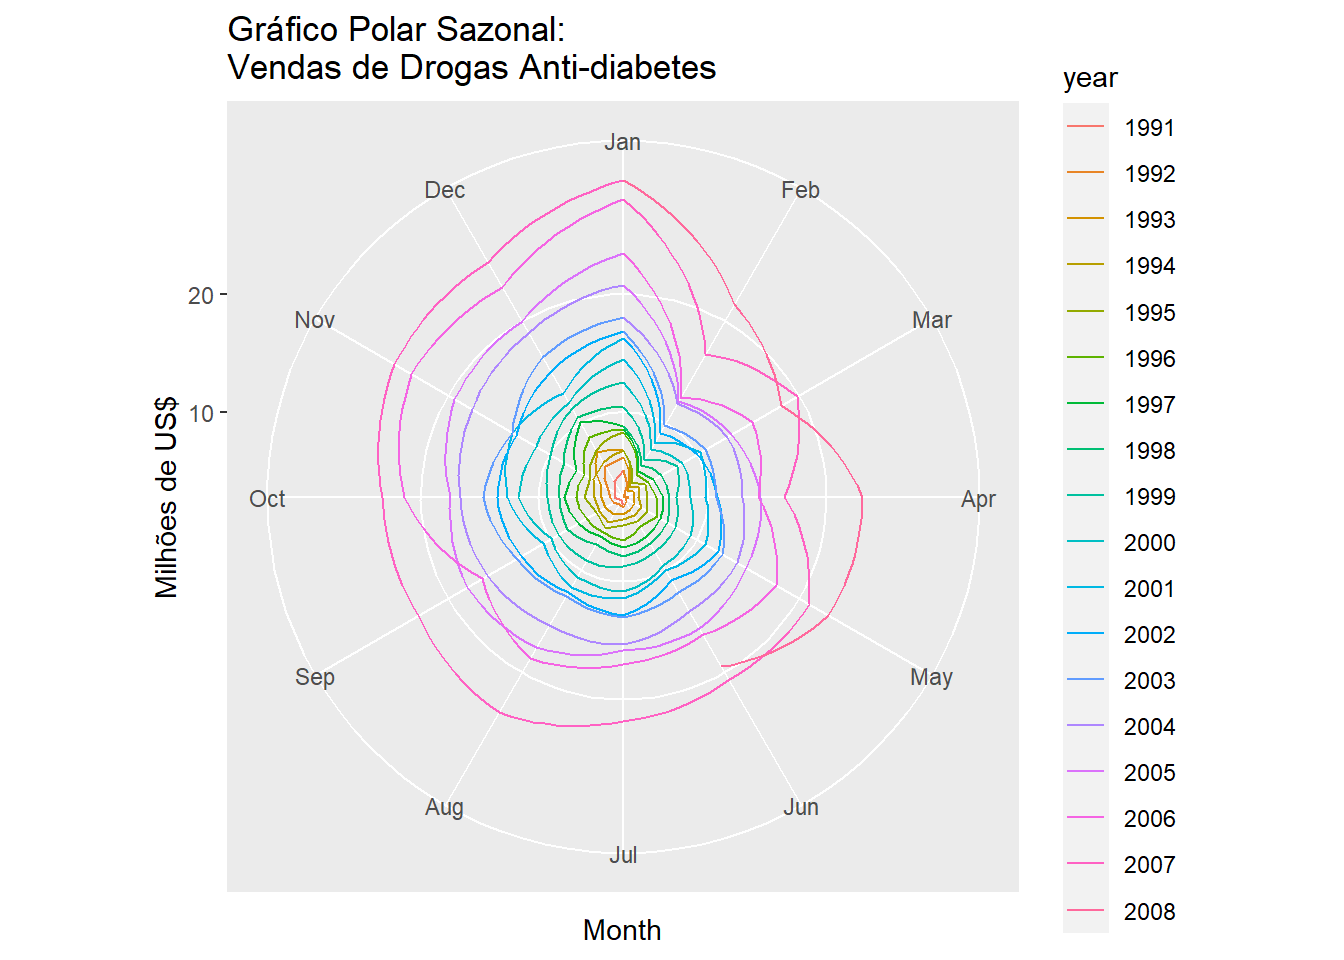 Gráfico Polar Sazonal:
Vendas de Drogas Anti-diabetes
year
1991
1992
1993
1994
1995
1996
1997
1998
1999
2000
2001
2002
2003
2004
2005
2006
2007
2008
Jan
Feb
Mar
Apr
May
Jun
Jul
Aug
Sep
Oct
Nov
Dec
20
10
Milhões de US$
Month